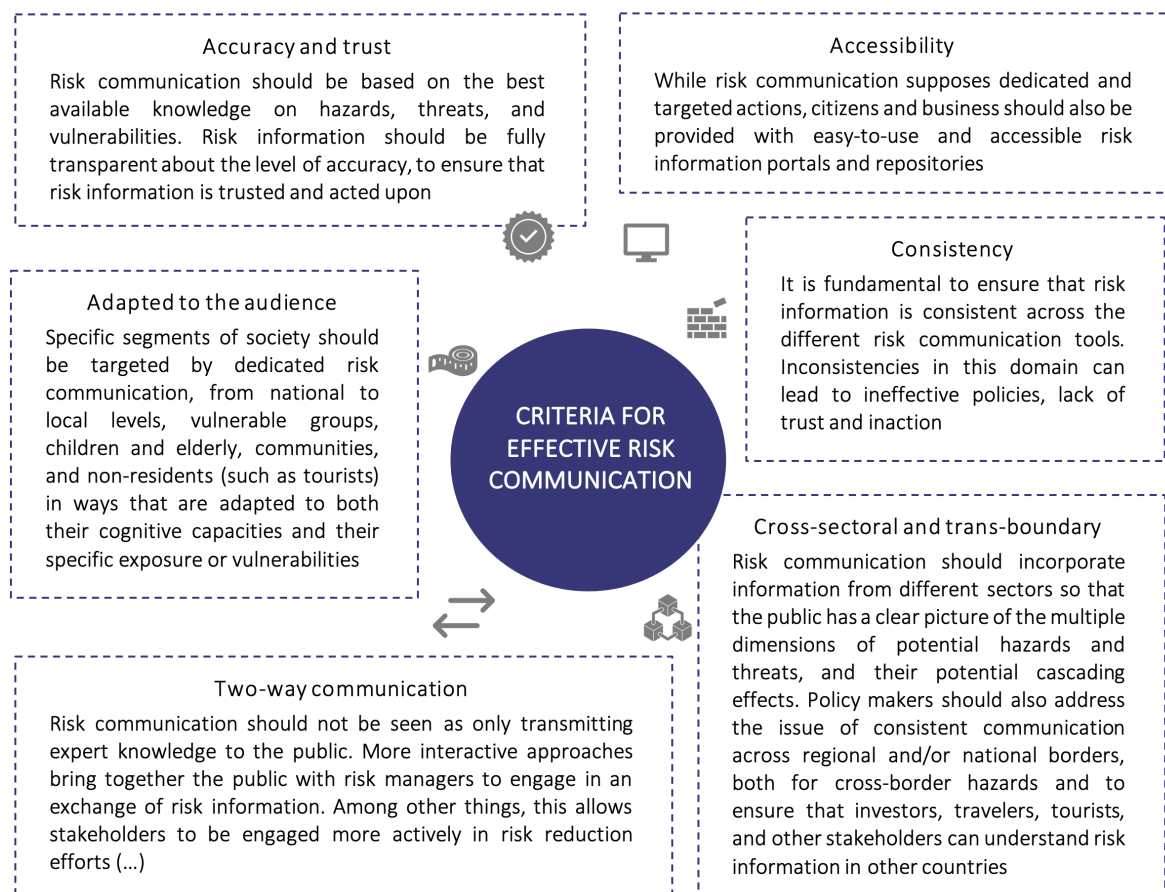 Accuracy and trust
Risk communication should be based on the best
available knowledge on hazards, threats, and
vulnerabilities. Risk information should be fully
transparent about the level of accuracy, to ensure that
risk information is trusted and acted upon
Accessibility
While risk communication supposes dedicated and
targeted actions, citizens and business should also be
provided with easy-to-use and accessible risk
information portals and repositories
Consistency
It is fundamental to ensure that risk
information is consistent across the
different risk communication tools.
Inconsistencies in this domain can
lead to ineffective policies, lack of
trust and inaction
Adapted to the audience
Specific segments of society should
be targeted by dedicated risk
communication, from national to
local levels, vulnerable groups,
children and elderly, communities,
and non-residents (such as tourists)
in ways that are adapted to both
their cognitive capacities and their
specific exposure or vulnerabilities
CRITERIA FOR
EFFECTIVE RISK
COMMUNICATION
Cross-sectoral and trans-boundary
Risk communication should incorporate
information from different sectors so that
the public has a clear picture of the multiple
dimensions of potential hazards and
threats, and their potential cascading
effects. Policy makers should also address
the issue of consistent communication
across regional and/or national borders,
both for cross-border hazards and to
ensure that investors, travelers, tourists,
and other stakeholders can understand risk
information in other countries
Two-way communication
Risk communication should not be seen as only transmitting
expert knowledge to the public. More interactive approaches
bring together the public with risk managers to engage in an
exchange of risk information. Among other things, this allows
stakeholders to be engaged more actively in risk reduction
efforts (…)